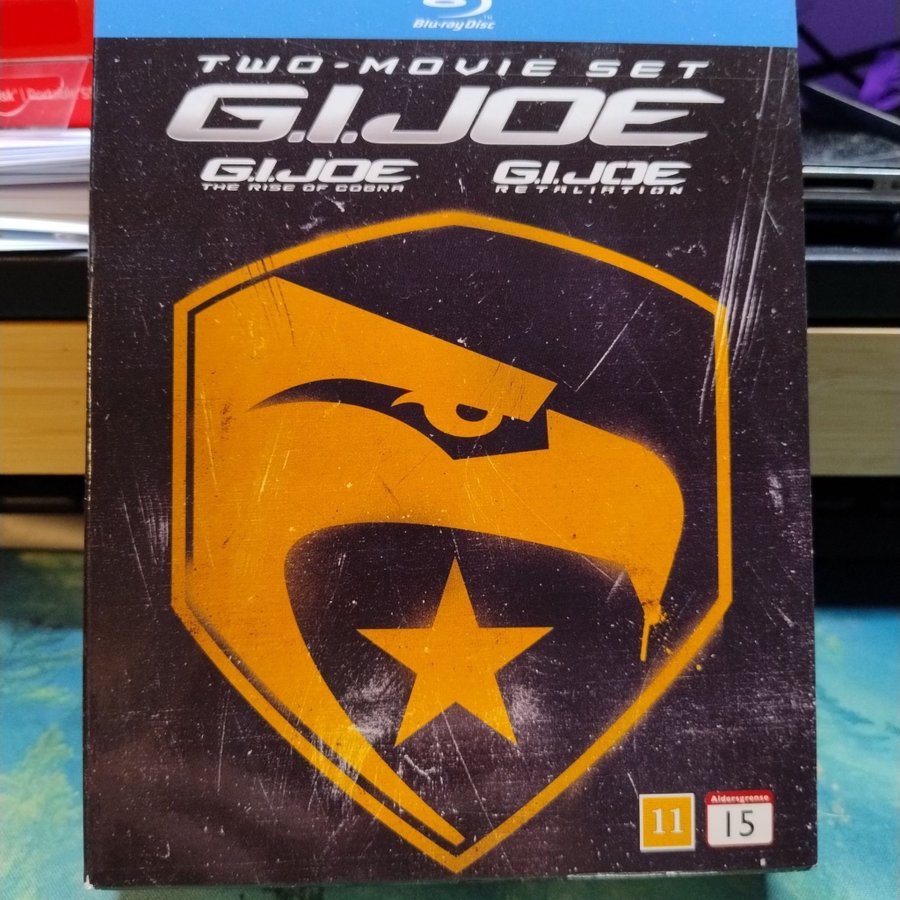 Blu-ray Disc
TWO-MOVIE SET
G.I.JOE
G.I.JOE
THE RISE OF COBRA
G.I.JOE
RETALIATION
11
Aldersgrense
15